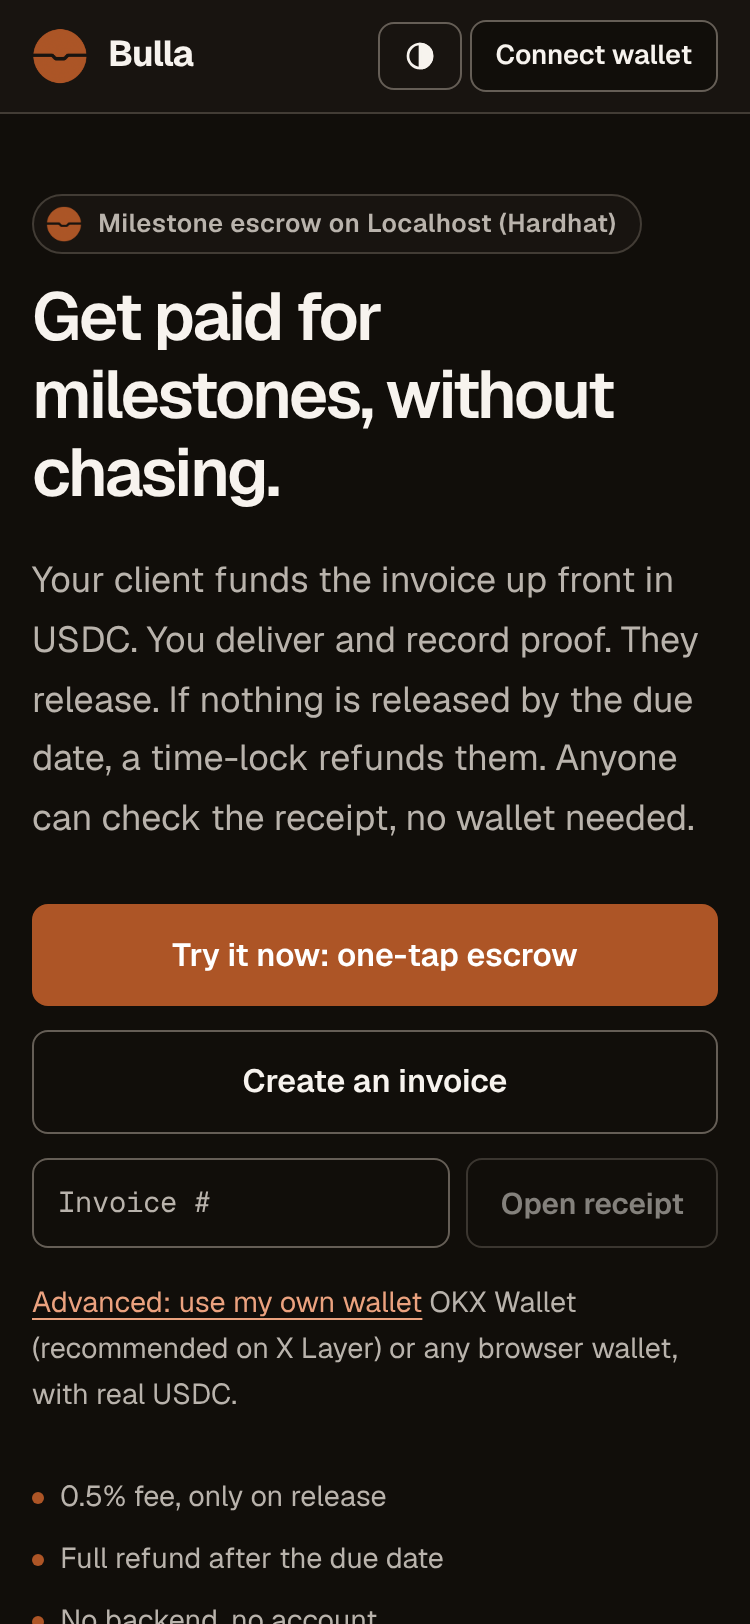 Bulla
Connect wallet
Milestone escrow on Localhost (Hardhat)
Get paid for
milestones, without
chasing.
Your client funds the invoice up front in
USDC. You deliver and record proof. They
release. If nothing is released by the due
date, a time-lock refunds them. Anyone
can check the receipt, no wallet needed.
Try it now: one-tap escrow
Create an invoice
Invoice #
Open receipt
Advanced: use my own wallet OKX Wallet
(recommended on X Layer) or any browser wallet,
with real USDC.
0.5% fee, only on release
Full refund after the due date
No backend, no account